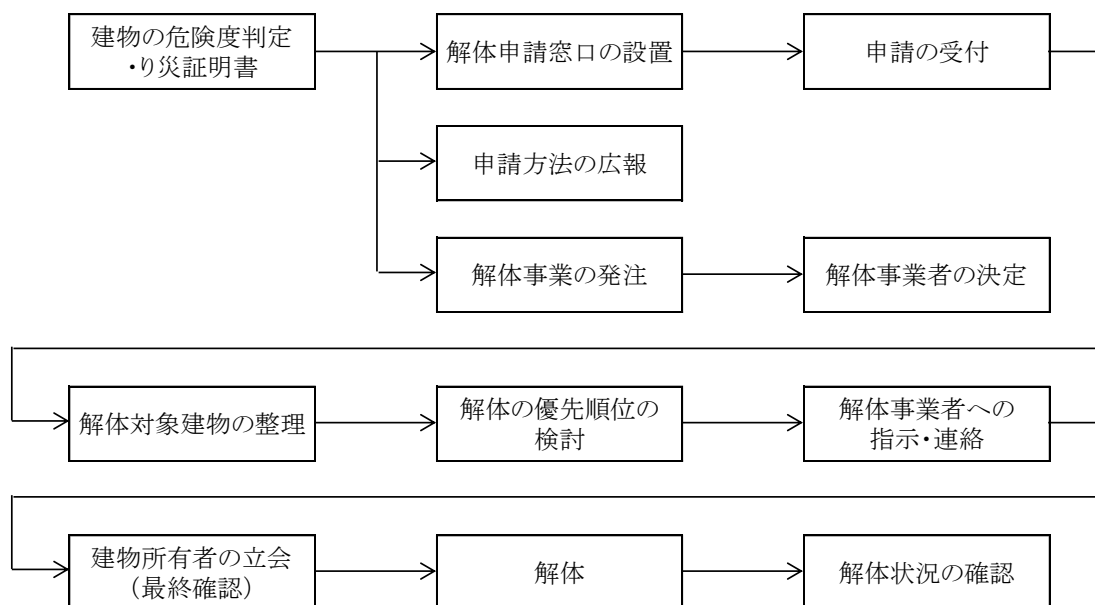 建物の危険度判定
・り災証明書
解体申請窓口の設置
申請の受付
申請方法の広報
解体事業の発注
解体事業者の決定
解体対象建物の整理
解体の優先順位の
検討
解体事業者への
指示・連絡
建物所有者の立会
（最終確認）
解体
解体状況の確認